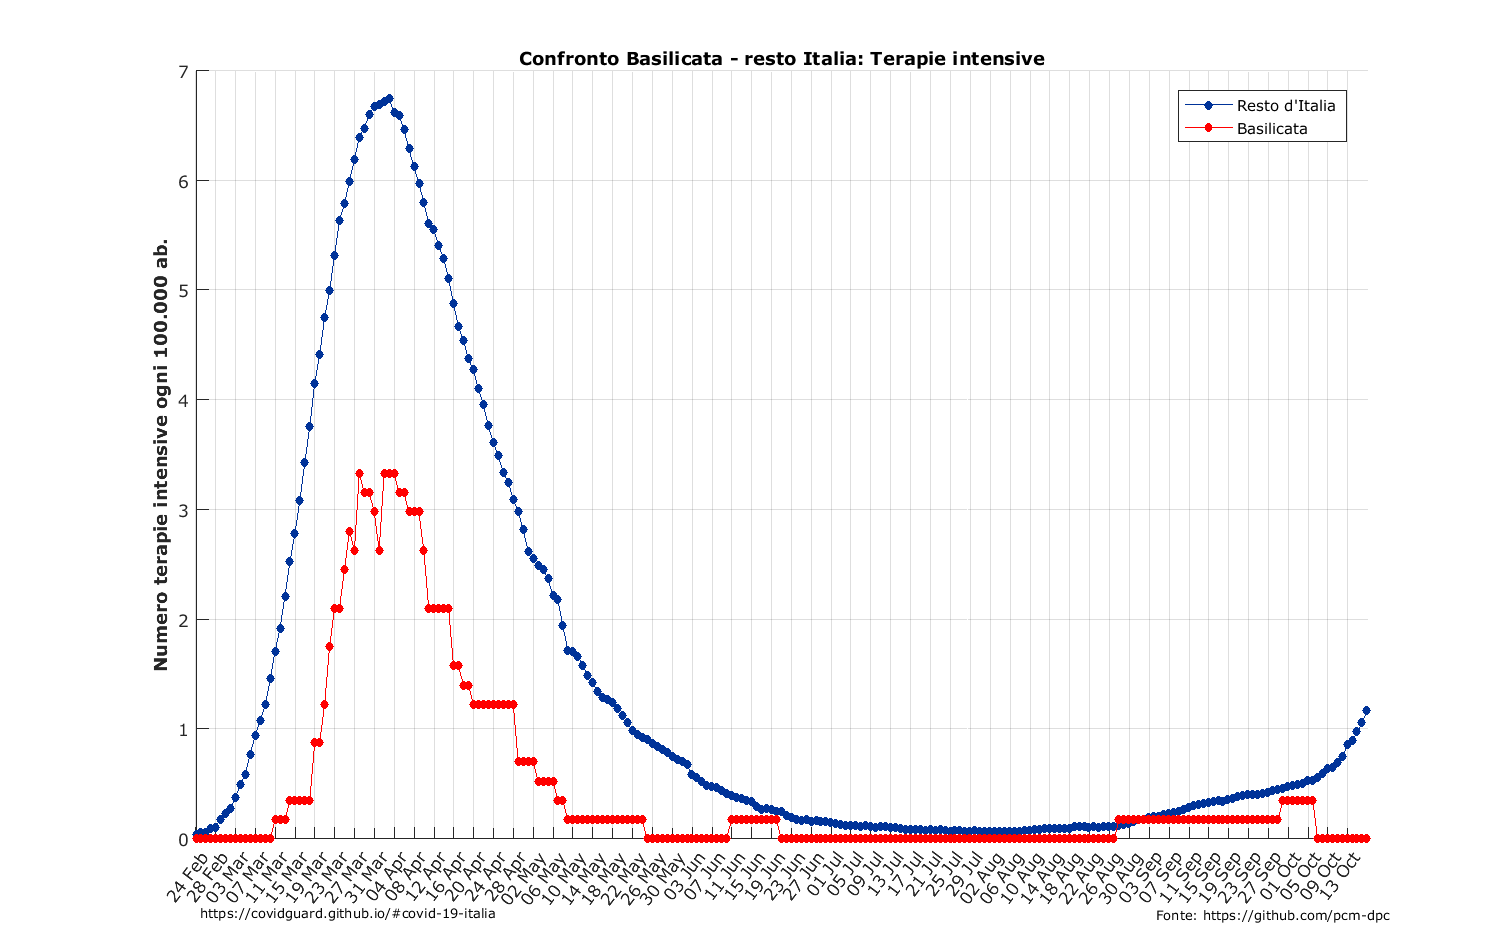 Confronto Basilicata - resto Italia: Terapie intensive
Numero terapie intensive ogni 100.000 ab.
7
6
5
4
3
2
1
0
Resto d'Italia
Basilicata
24 Feb
28 Feb
03 Mar
07 Mar
11 Mar
15 Mar
19 Mar
23 Mar
27 Mar
31 Mar
04 Apr
08 Apr
12 Apr
16 Apr
20 Apr
24 Apr
28 Apr
02 May
06 May
10 May
14 May
18 May
22 May
26 May
30 May
03 Jun
07 Jun
11 Jun
15 Jun
19 Jun
23 Jun
27 Jun
01 Jul
05 Jul
09 Jul
13 Jul
17 Jul
21 Jul
25 Jul
29 Jul
02 Aug
06 Aug
10 Aug
14 Aug
18 Aug
22 Aug
26 Aug
30 Aug
03 Sep
07 Sep
11 Sep
15 Sep
19 Sep
23 Sep
27 Sep
01 Oct
05 Oct
09 Oct
13 Oct
https://covidguard.github.io/#covid-19-italia
Fonte: https://github.com/pcm-dpc